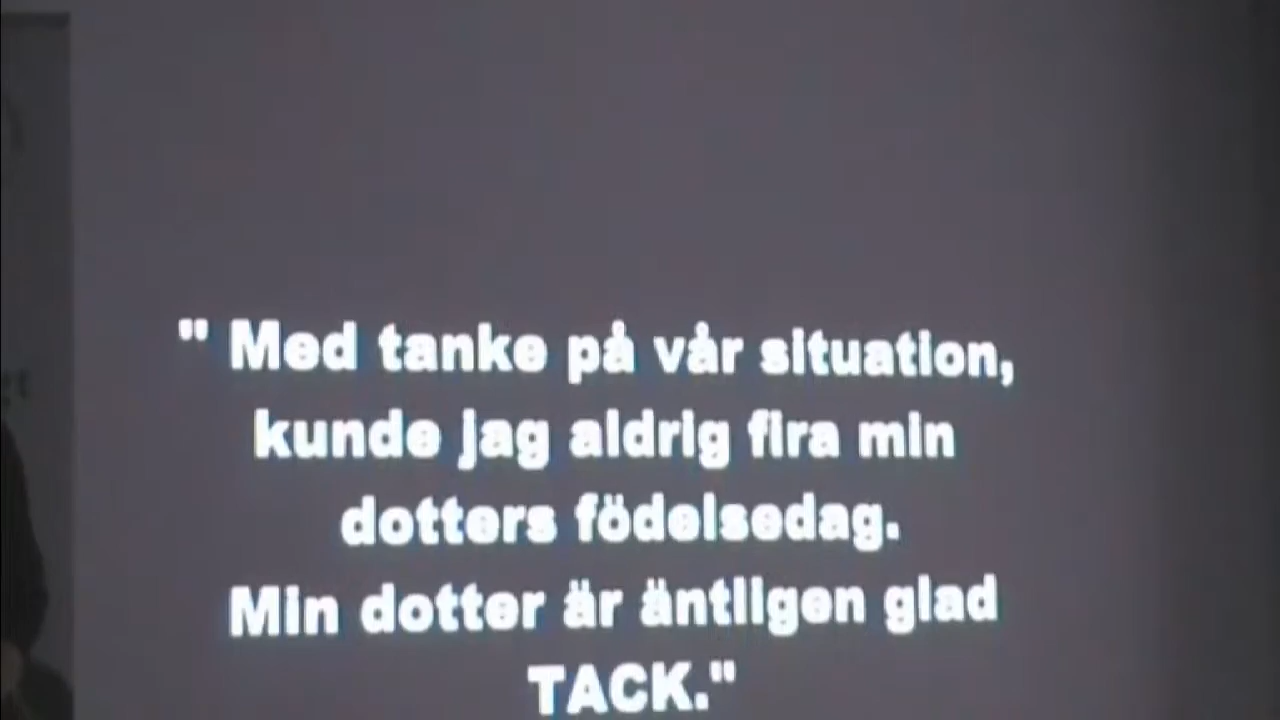 " Med tanke på vår situation,
kunde jag aldrig fira min
dotters födelsedag.
Min dotter är äntligen glad
TACK."